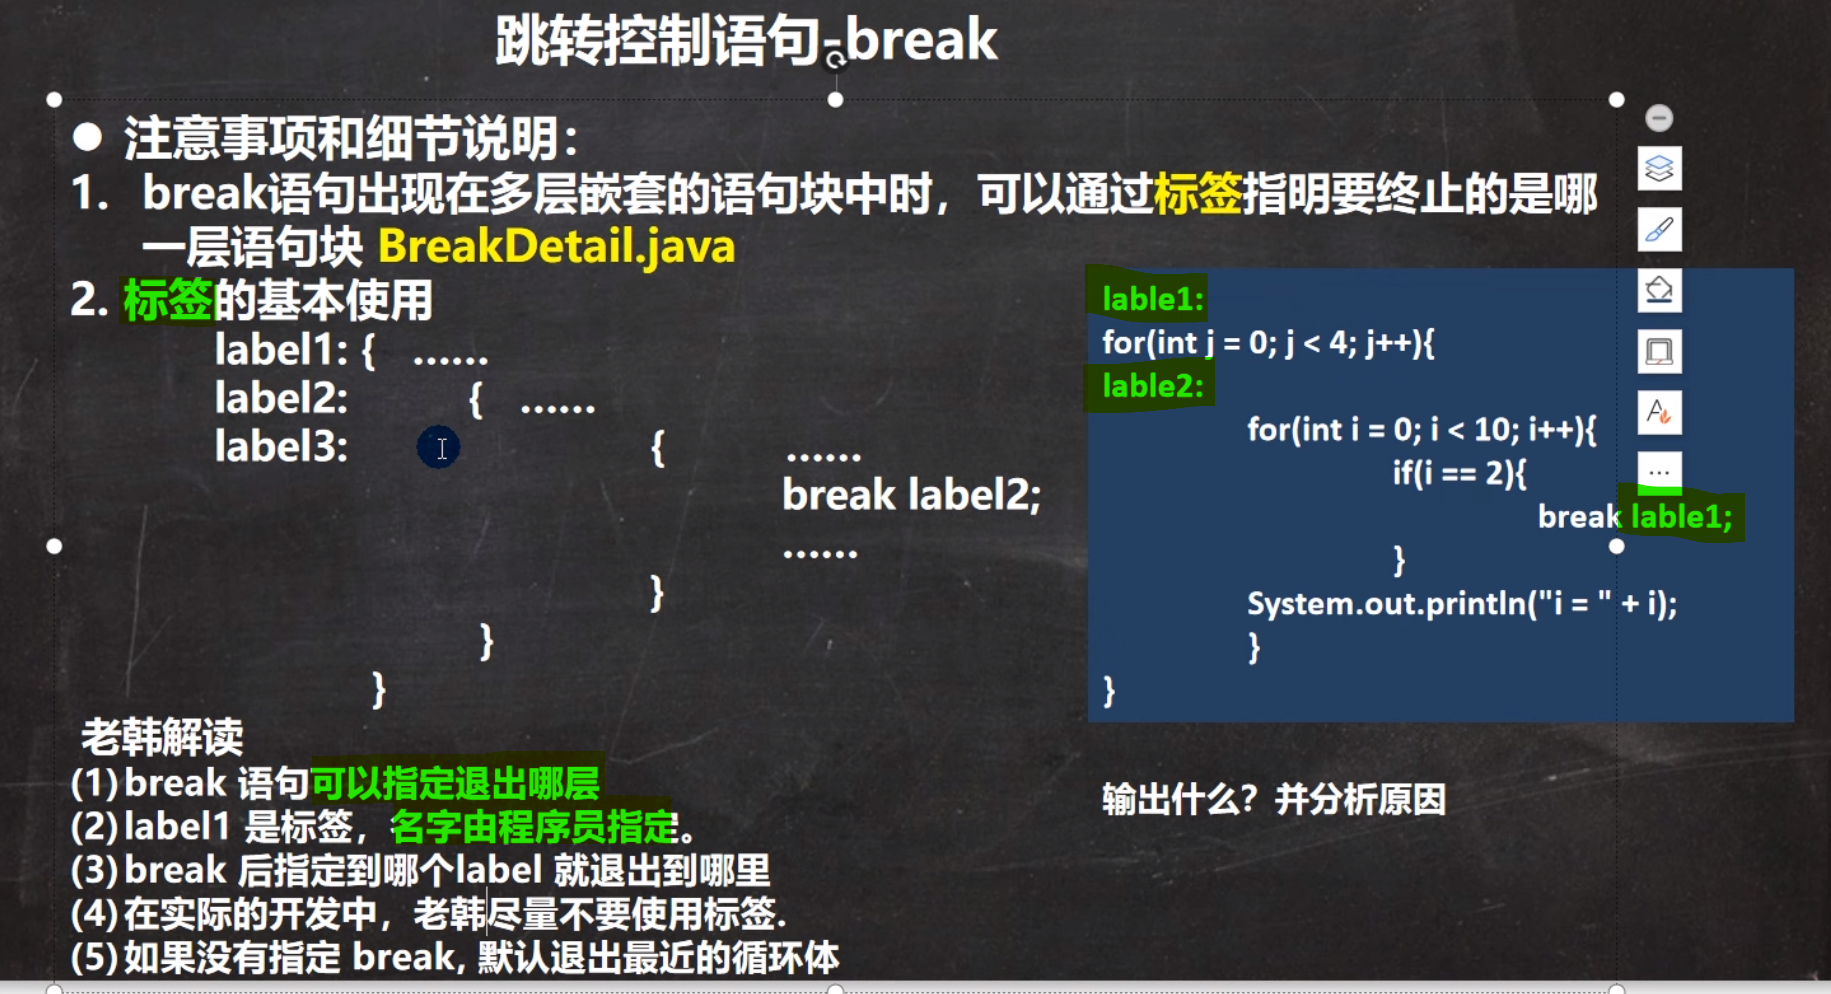 跳转控制语句-break
● 注意事项和细节说明：
1. break语句出现在多层嵌套的语句块中时，可以通过标签指明要终止的是哪
一层语句块 BreakDetail.java
2. 标签的基本使用
label1: { ......
label2: { ......
label3: { ......
break label2;
......
}
}
}
老韩解读
(1) break 语句可以指定退出哪层
(2) label1 是标签，名字由程序员指定。
(3) break 后指定到哪个label 就退出到哪里
(4) 在实际的开发中，老韩尽量不要使用标签.
(5) 如果没有指定 break, 默认退出最近的循环体
lable1:
for(int j = 0; j < 4; j++){
lable2:
for(int i = 0; i < 10; i++){
if(i == 2){
break lable1;
}
System.out.println("i = " + i);
}
}
输出什么？并分析原因